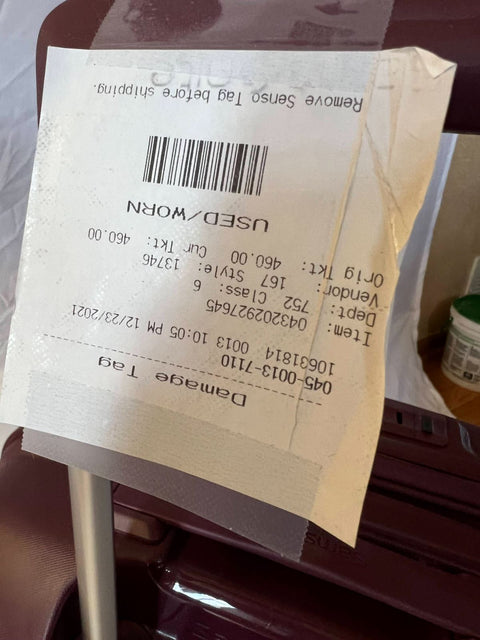 Damage Tag
045-0013-7110
10631814 0013 10:05 PM 12/23/2021
Item: 043202927645
Dept: 752 Class: 6
Vendor: 167 Style: 13746
Orig Tkt: 460.00 Cur Tkt: 460.00
USED/WORN
Remove Senso Tag before shipping.